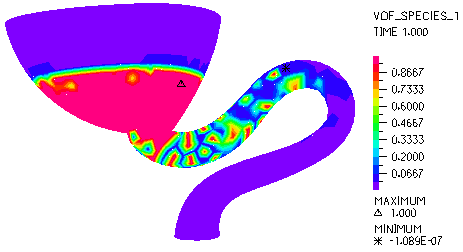 VOF_SPECIES_1
TIME 1.000
0.8667
0.7333
0.6000
0.4667
0.3333
0.2000
0.0667
MAXIMUM
Δ 1.000
MINIMUM
* -1.089E-07